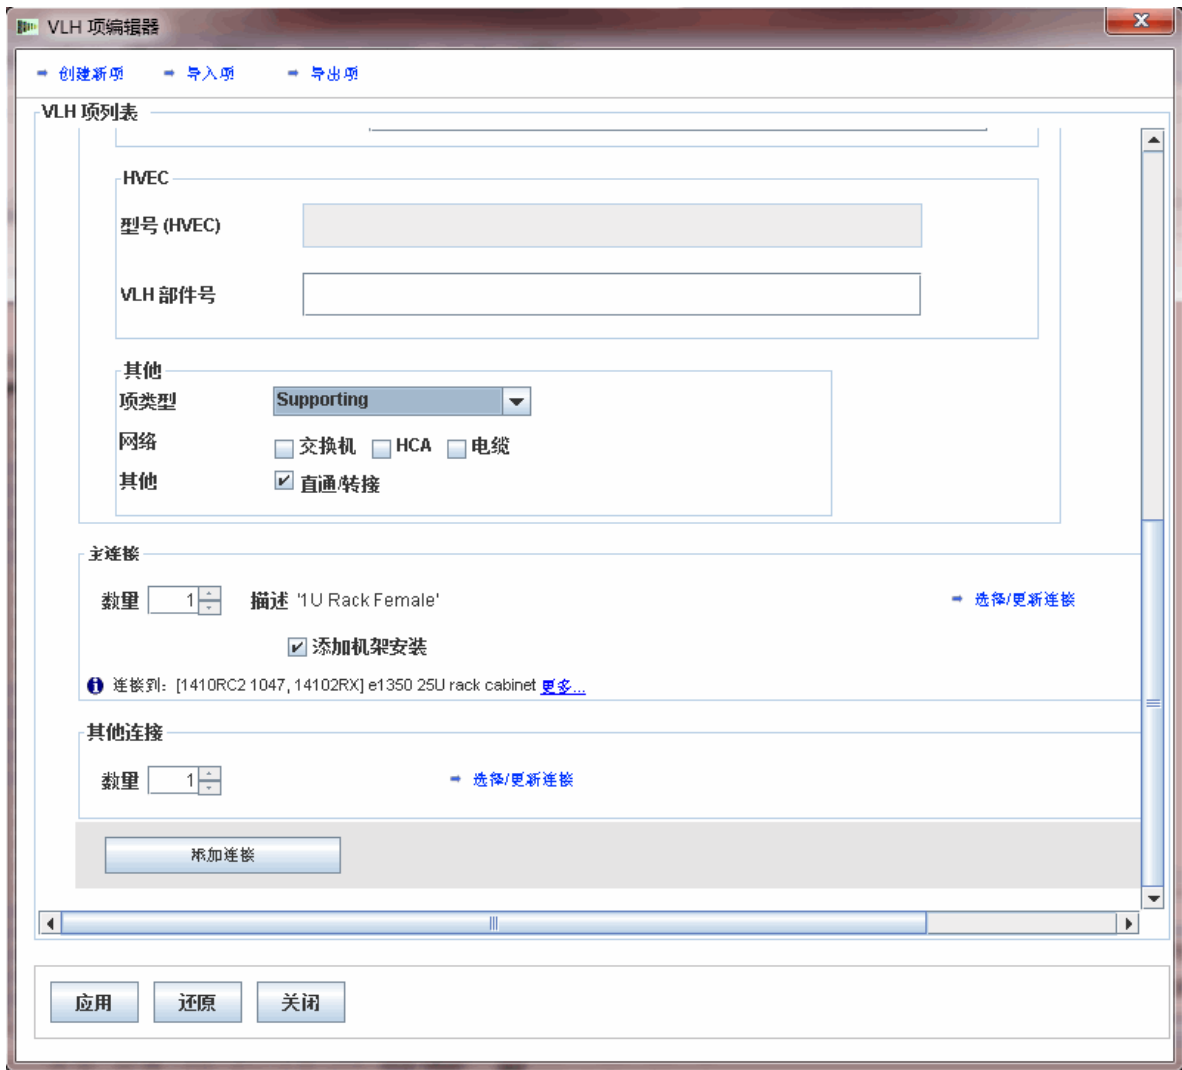 VLH 项编辑器
创建新项 导入项 导出项
VLH 项列表
HVEC
型号 (HVEC)
VLH 部件号
其他
项类型 Supporting
网络 交换机 HCA 电缆
其他 直通/转接
主连接
数量 1 描述 '1U Rack Female' 选择/更新连接
添加机架安装
连接到: [1410RC2 1047, 14102RX] e1350 25U rack cabinet 更多...
其他连接
数量 1 选择/更新连接
添加连接
应用 还原 关闭